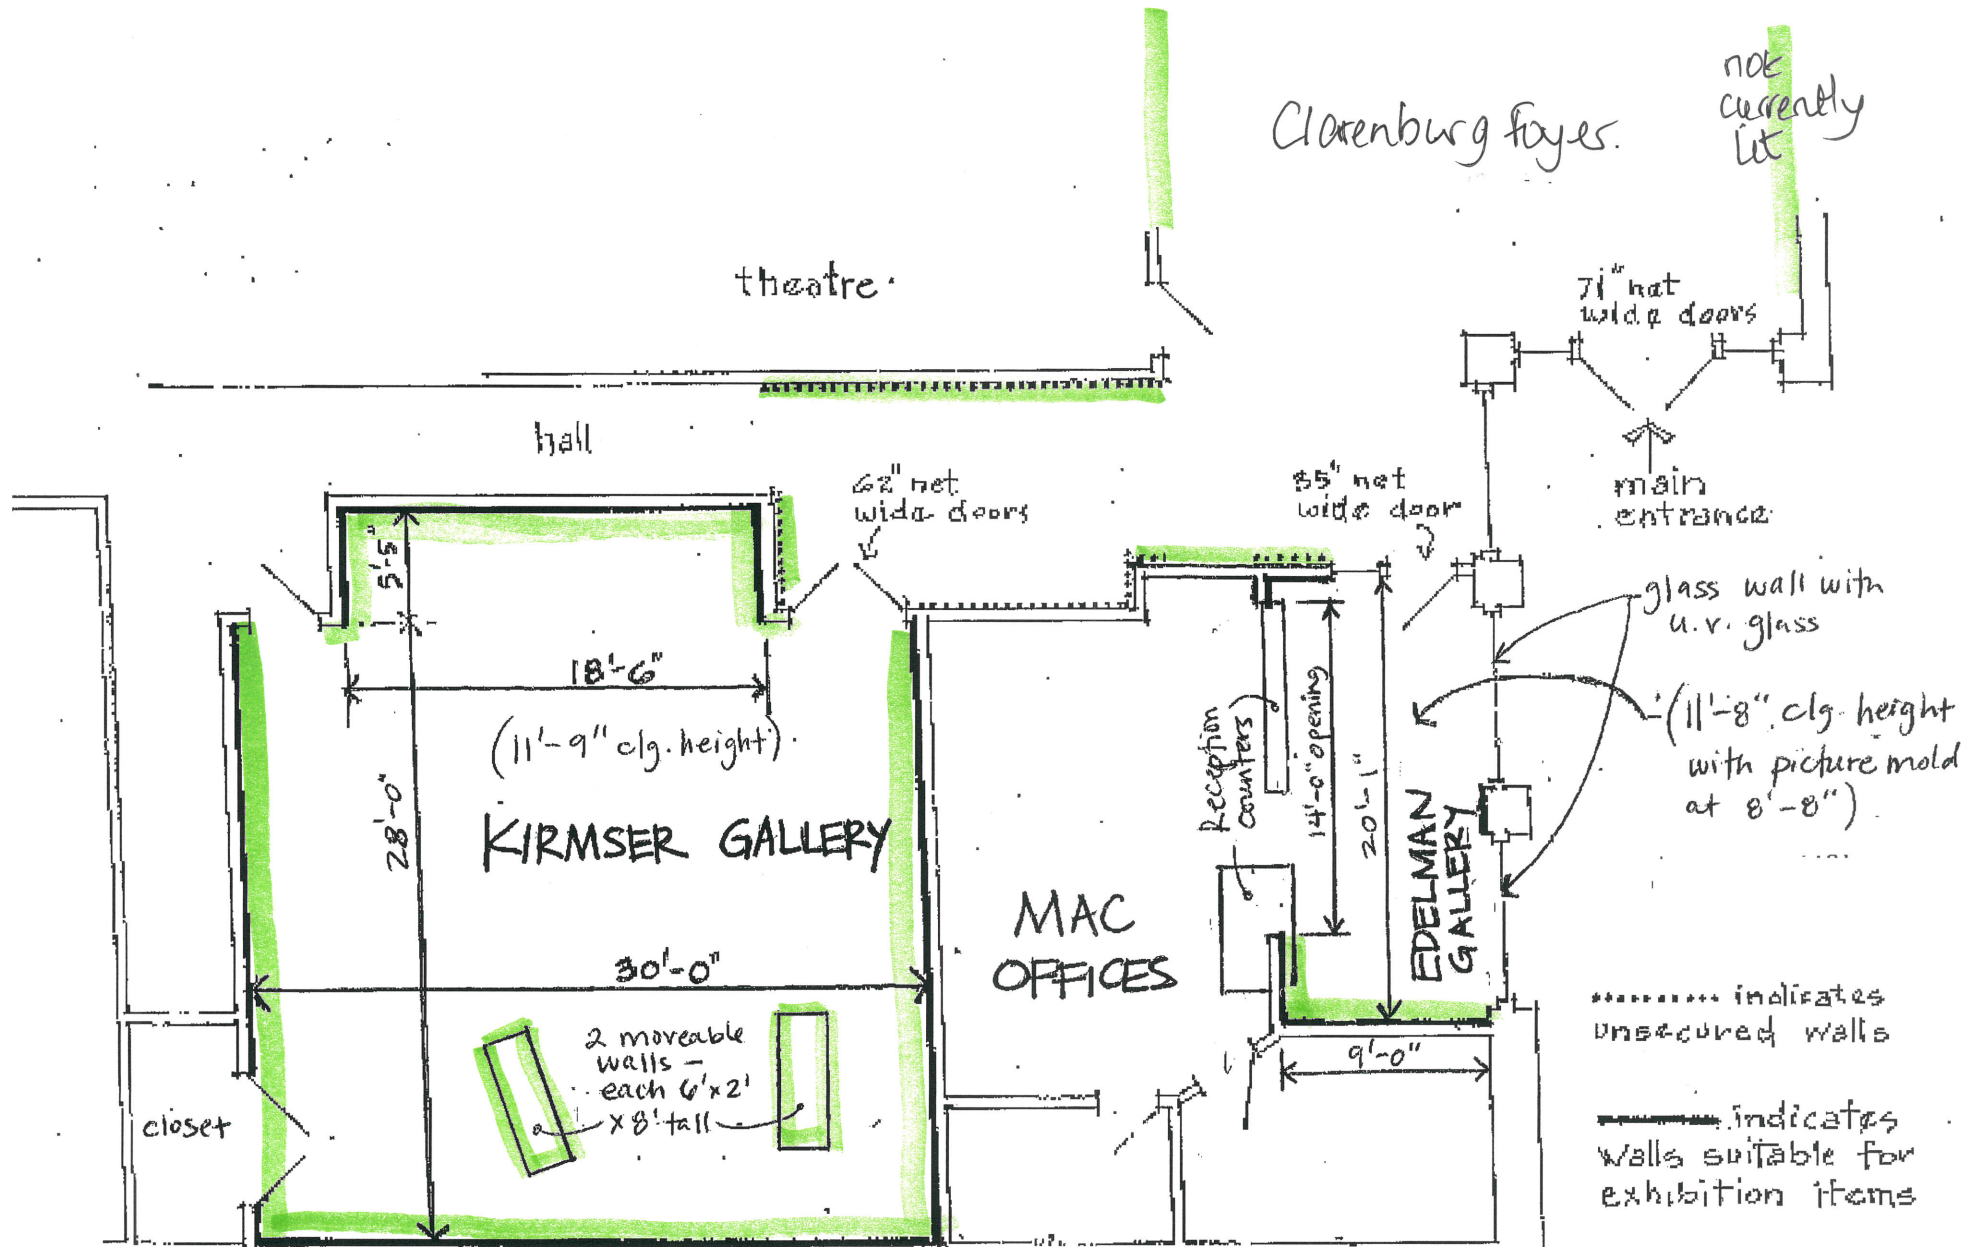 Clarenburg foyer.
not
currently
lit
theatre.
71" net
wide doors
hall
62" net
wide doors
35" net
wide door
main
entrance
5'-5"
glass wall with
u.v. glass
18'-6"
(11'-9" clg. height).
28'-0"
KIRMSER GALLERY
Reception
counters
14'-0" opening
20'-1"
(11'-8" clg. height
with picture mold
at 8'-8")
EDELMAN
GALLERY
MAC
OFFICES
30'-0"
2 moveable
walls –
each 6'x2'
x 8' tall
closet
9'-0"
indicates
unsecured walls
indicates
walls suitable for
exhibition items